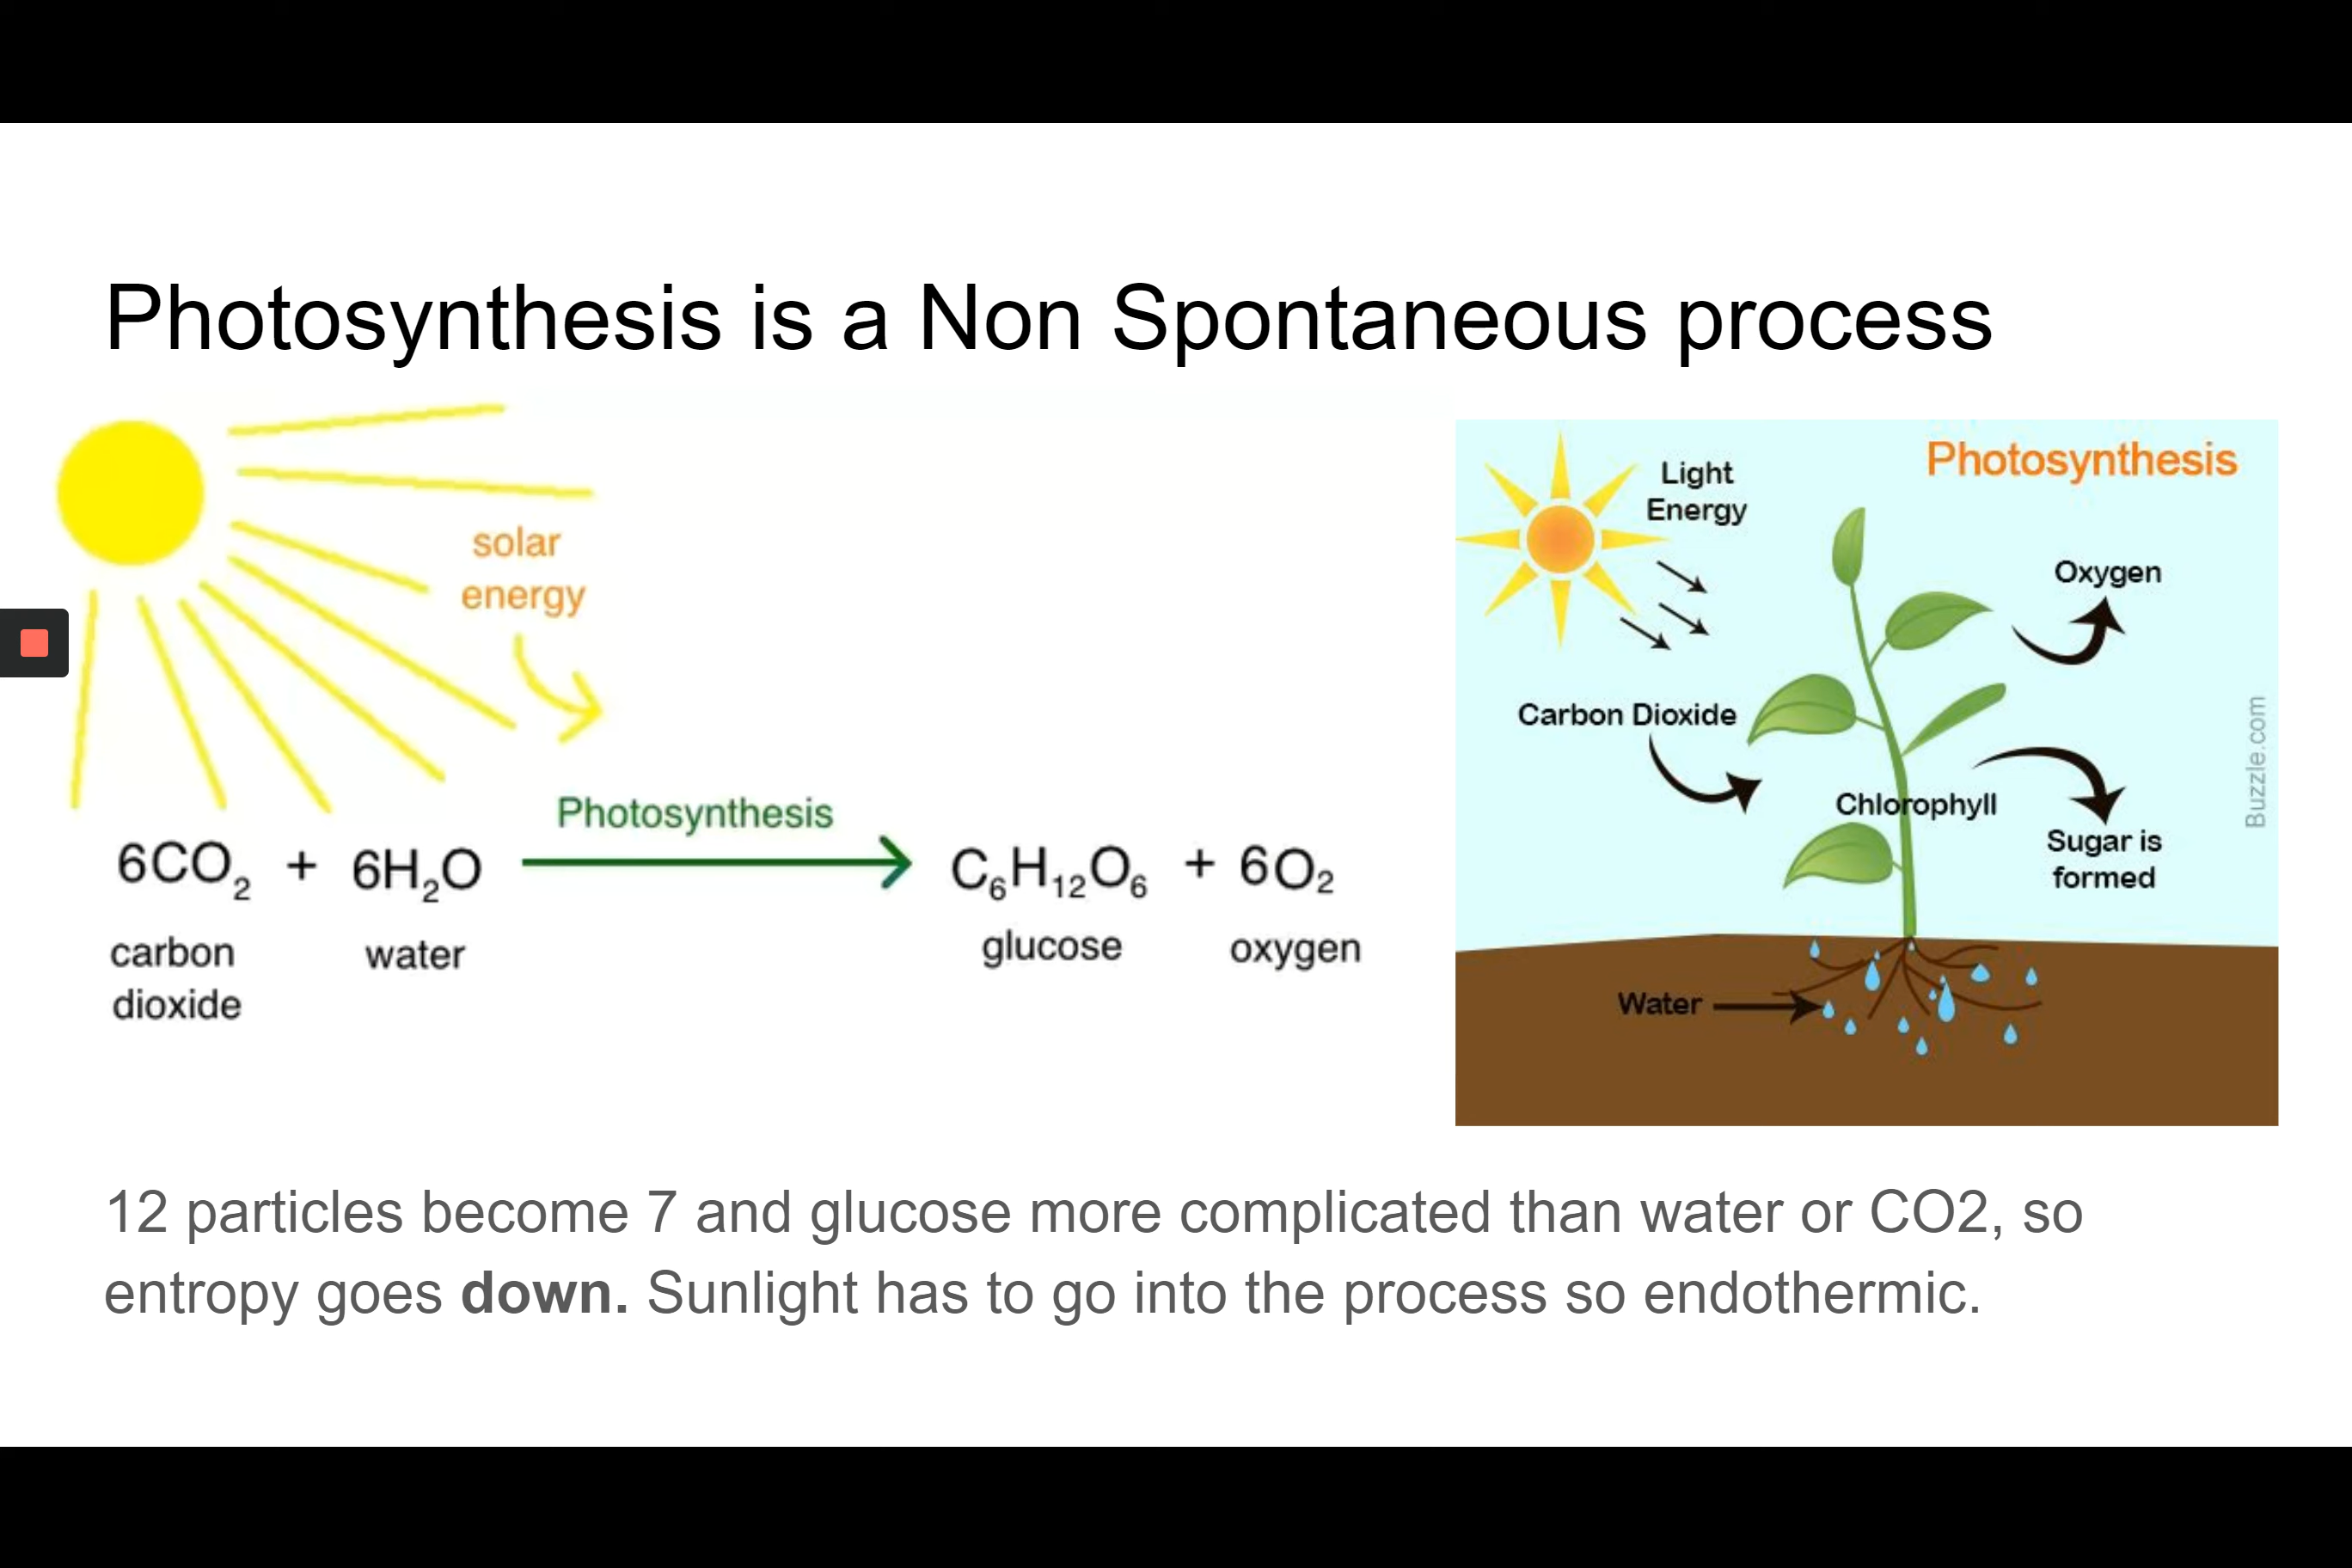 Photosynthesis is a Non Spontaneous process
solar
energy
Photosynthesis
6CO₂ + 6H₂O → C₆H₁₂O₆ + 6O₂
carbon
dioxide
water
glucose
oxygen
Photosynthesis
Light
Energy
Oxygen
Carbon Dioxide
Chlorophyll
Sugar is
formed
Water
Buzzle.com
12 particles become 7 and glucose more complicated than water or CO2, so
entropy goes down. Sunlight has to go into the process so endothermic.